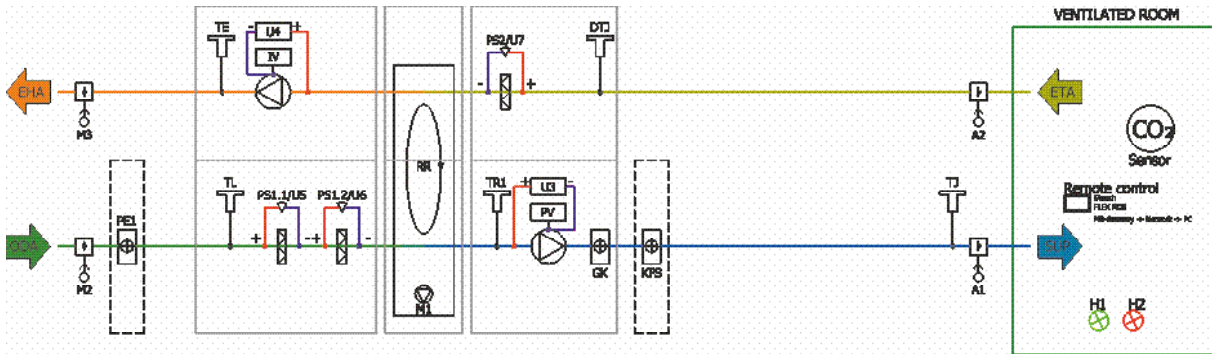 VENTILATED ROOM
TE
U4
- +
IV
PS2/U7
- +
DTJ
EHA
ETA
M3
A2
CO₂
Sensor
RR
TL
PS1.1/U5
PS1.2/U6
TR1
+ U3 -
PV
TJ
Remote control
FLEX
PE1
+ -
+ -
ODA
SUP
M2
GK
KPS
A1
M1
H1
H2